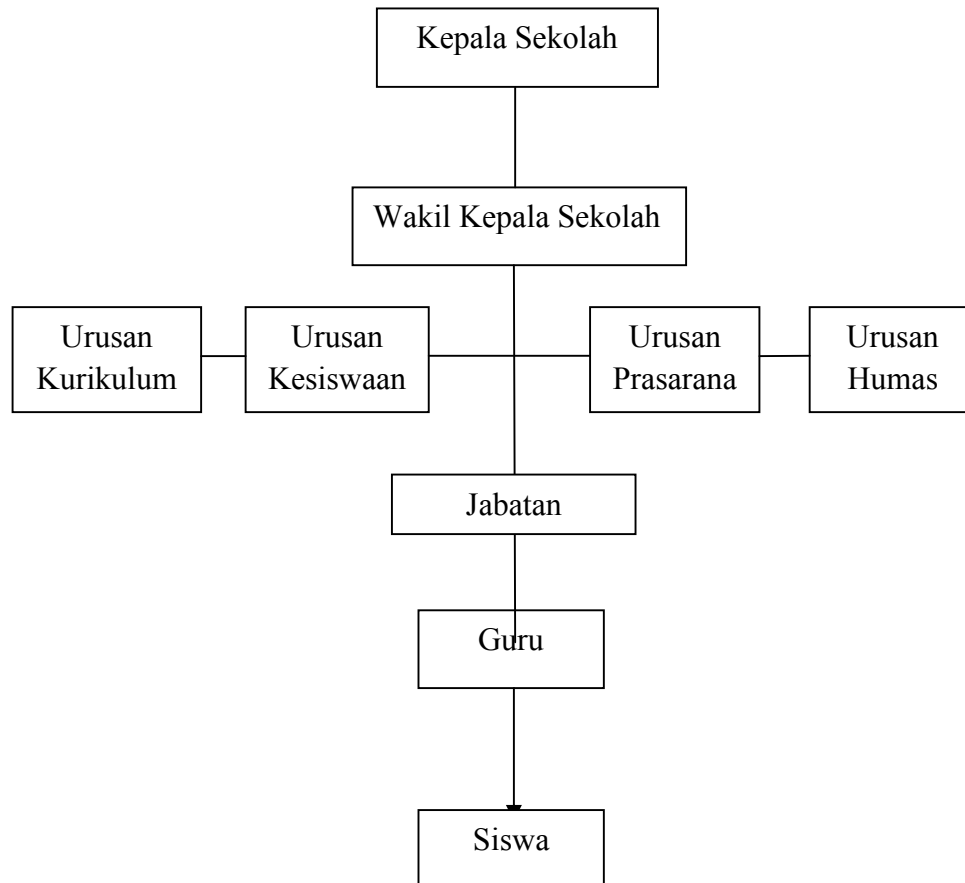 Kepala Sekolah
Wakil Kepala Sekolah
Urusan
Kurikulum
Urusan
Kesiswaan
Urusan
Prasarana
Urusan
Humas
Jabatan
Guru
Siswa